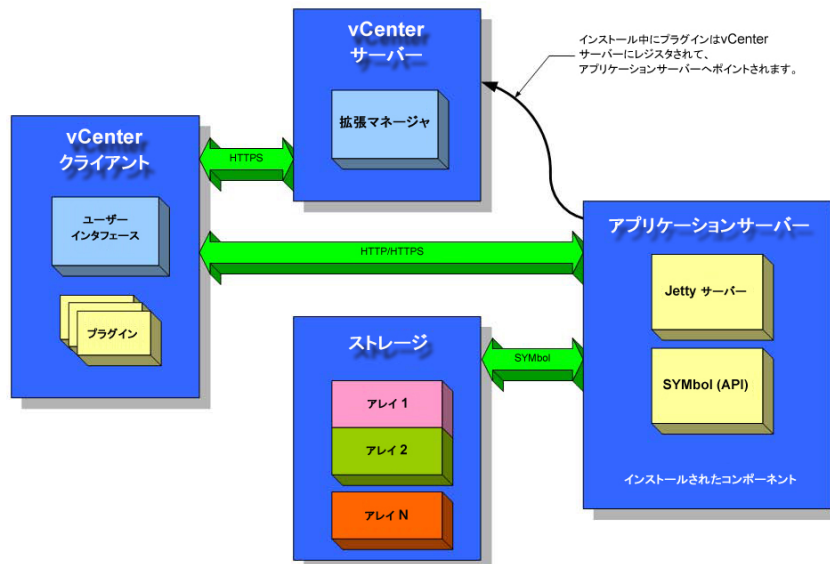 vCenter
サーバー
拡張マネージャ
インストール中にプラグインはvCenter
サーバーにレジスタされて、
アプリケーションサーバーへポイントされます。
vCenter
クライアント
ユーザー
インタフェース
プラグイン
HTTPS
HTTP/HTTPS
アプリケーションサーバー
Jetty サーバー
SYMbol (API)
インストールされたコンポーネント
ストレージ
SYMbol
アレイ 1
アレイ 2
アレイ N